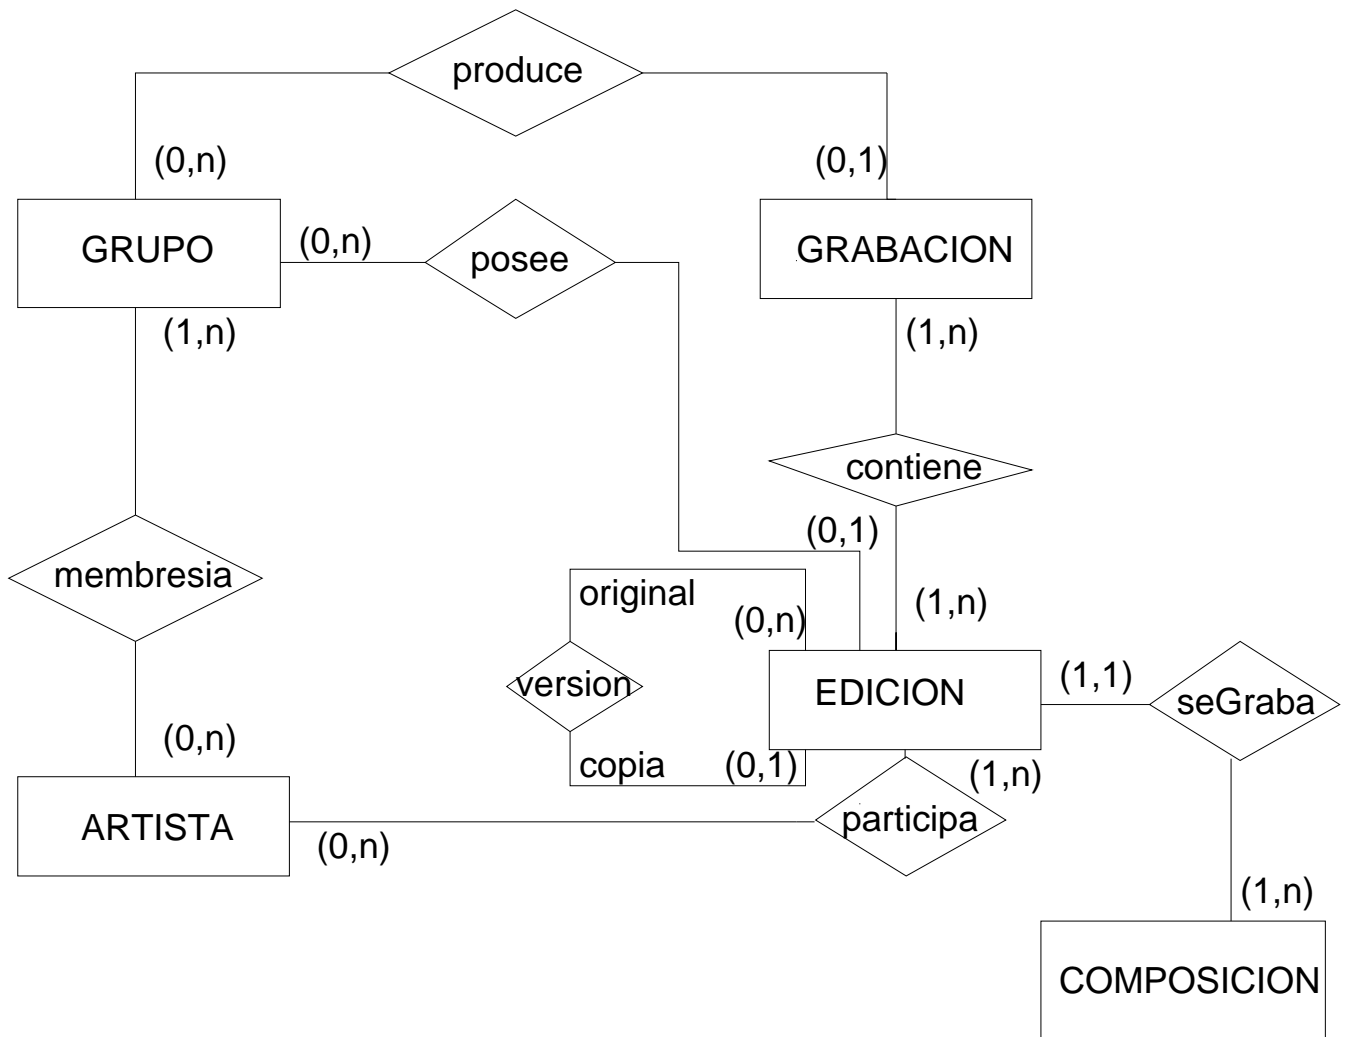 produce
(0,n)
(0,1)
GRUPO
(0,n)
posee
GRABACION
(1,n)
(1,n)
contiene
(0,1)
membresia
original
(0,n)
(1,n)
version
EDICION
(1,1)
seGraba
(0,n)
copia
(0,1)
(1,n)
ARTISTA
(0,n)
participa
(1,n)
COMPOSICION